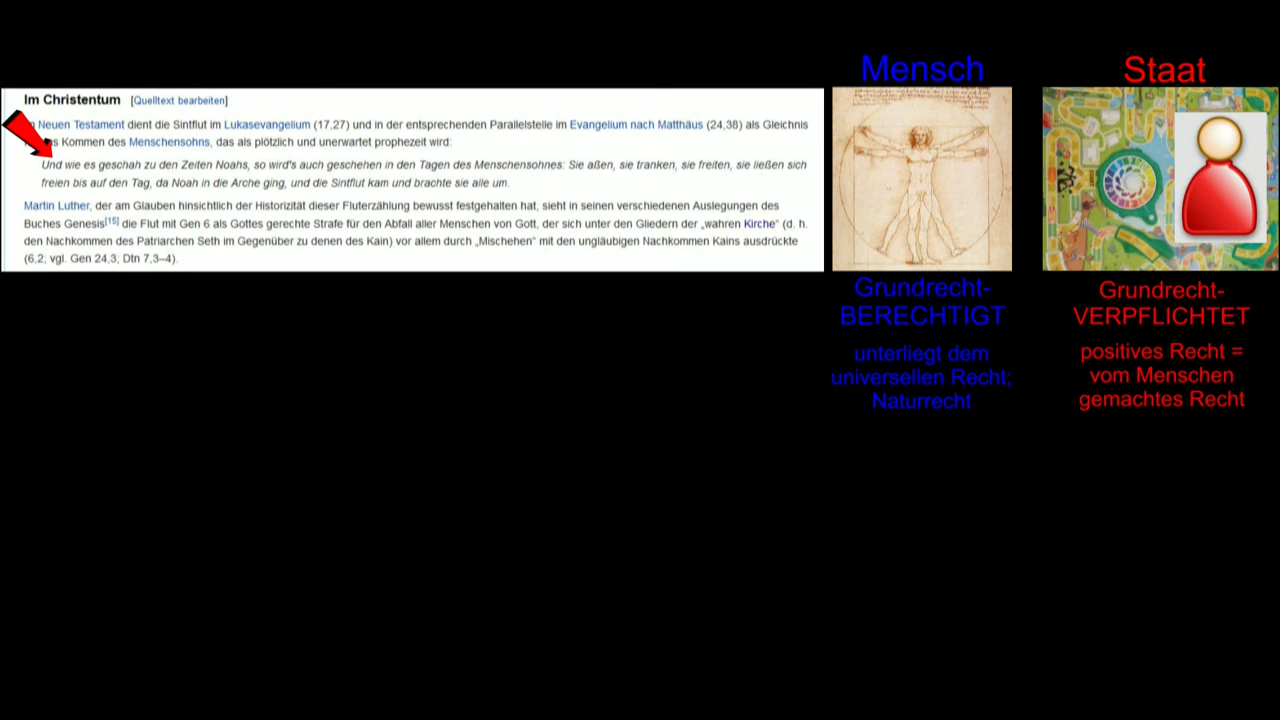 Im Christentum [Quelltext bearbeiten]
Neuen Testament dient die Sintflut im Lukasevangelium (17,27) und in der entsprechenden Parallelstelle im Evangelium nach Matthäus (24,38) als Gleichnis
Kommen des Menschensohns, das als plötzlich und unerwartet prophezeit wird:
Und wie es geschah zu den Zeiten Noahs, so wird's auch geschehen in den Tagen des Menschensohnes: Sie aßen, sie tranken, sie freiten, sie ließen sich
freien bis auf den Tag, da Noah in die Arche ging, und die Sintflut kam und brachte sie alle um.
Martin Luther, der am Glauben hinsichtlich der Historizität dieser Fluterzählung bewusst festgehalten hat, sieht in seinen verschiedenen Auslegungen des
Buches Genesis[15] die Flut mit Gen 6 als Gottes gerechte Strafe für den Abfall aller Menschen von Gott, der sich unter den Gliedern der „wahren Kirche“ (d. h.
den Nachkommen des Patriarchen Seth im Gegenüber zu denen des Kain) vor allem durch „Mischehen“ mit den ungläubigen Nachkommen Kains ausdrückte
(6,2; vgl. Gen 24,3; Dtn 7,3–4).
Mensch
Grundrecht-
BERECHTIGT
unterliegt dem
universellen Recht;
Naturrecht
Staat
Grundrecht-
VERPFLICHTET
positives Recht =
vom Menschen
gemachtes Recht